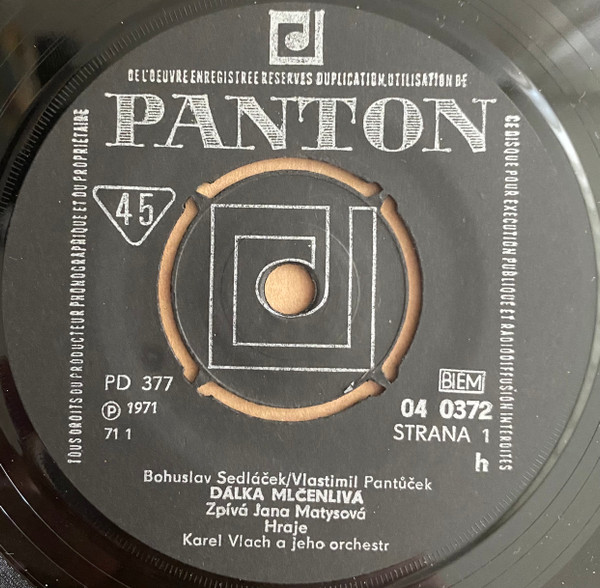 DE L'OEUVRE ENREGISTREE RESERVES DUPLICATION, UTILISATION DE
PANTON
TOUS DROITS DU PRODUCTEUR PHONOGRAPHIQUE ET DU PROPRIETAIRE
CE DISQUE POUR EXECUTION PUBLIQUE ET RADIODIFFUSION INTERDITES
45
PD 377
Ⓟ 1971
71 1
BIEM
04 0372
STRANA 1
h
Bohuslav Sedláček/Vlastimil Pantůček
DÁLKA MLČENLIVÁ
Zpívá Jana Matysová
Hraje
Karel Vlach a jeho orchestr